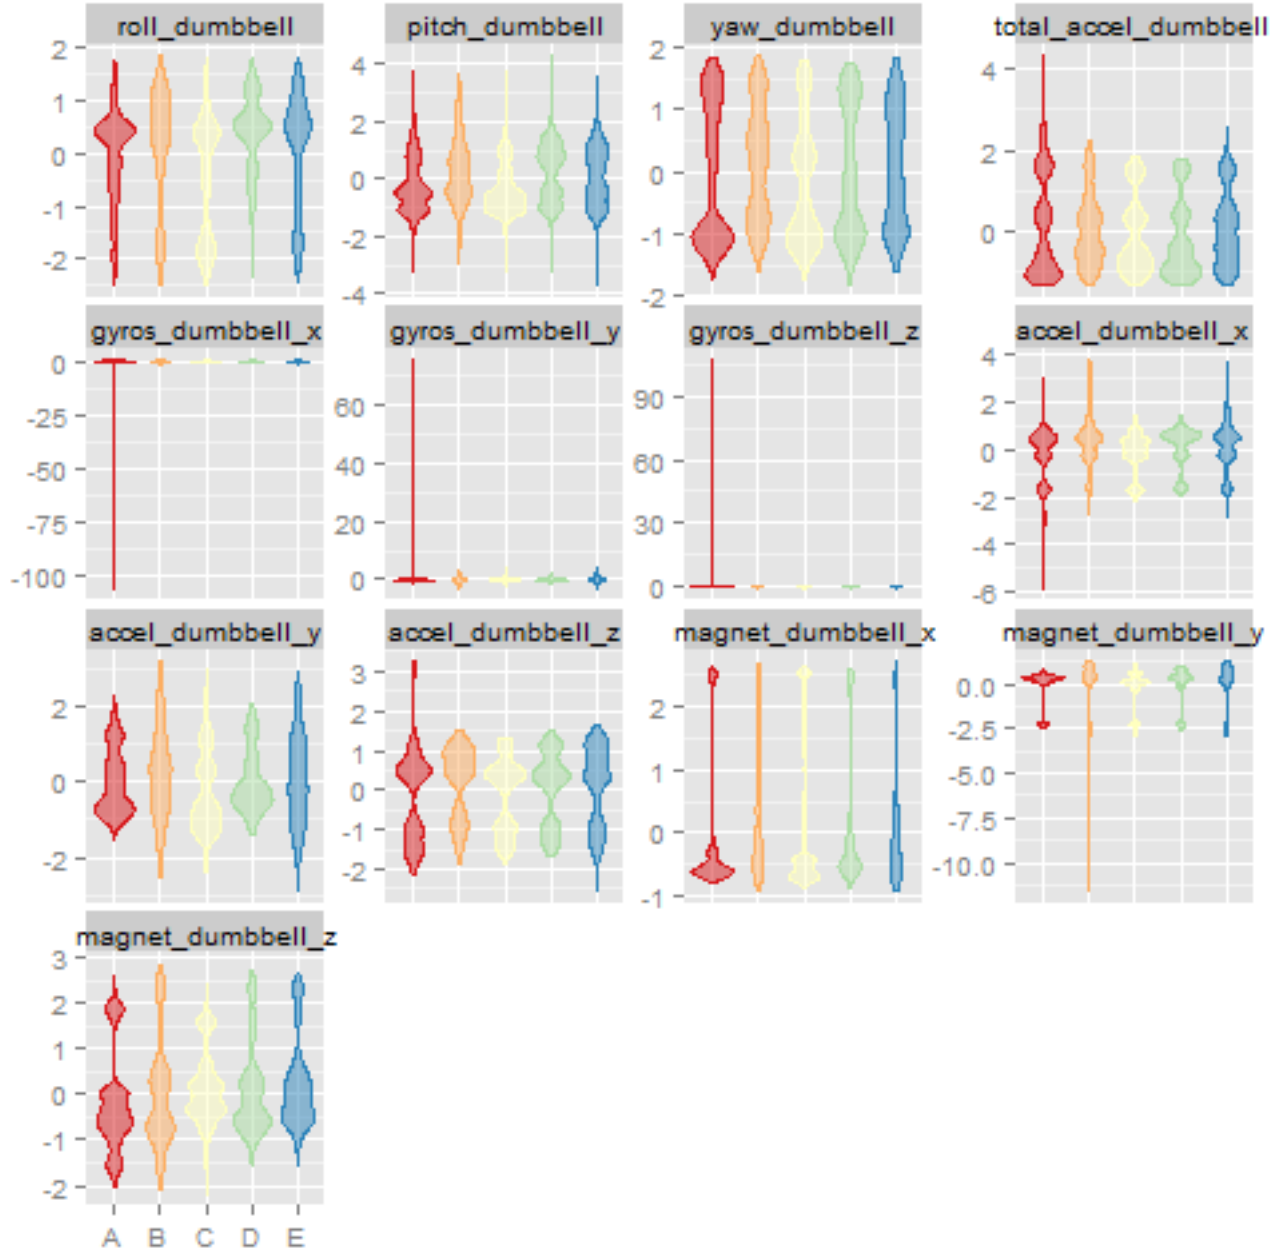 roll_dumbbell pitch_dumbbell yaw_dumbbell total_accel_dumbbell
2 4 2 4
1 2 1 2
0 0 0 0
-1 -2 -1
-2 -4 -2
gyros_dumbbell_x gyros_dumbbell_y gyros_dumbbell_z accel_dumbbell_x
0 60 90 4
-25 40 60 2
-50 20 30 0
-75 0 0 -2
-100 -4
-6
accel_dumbbell_y accel_dumbbell_z magnet_dumbbell_x magnet_dumbbell_y
2 3 2 0.0
0 2 1 -2.5
-2 1 0 -5.0
0 -1 -7.5
-1 -10.0
-2
magnet_dumbbell_z
3
2
1
0
-1
-2
A B C D E